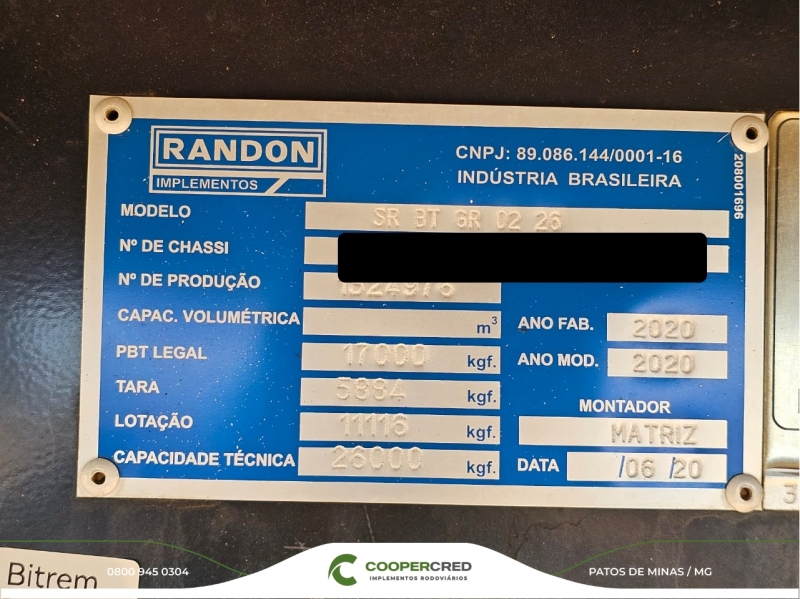 RANDON
IMPLEMENTOS
CNPJ: 89.086.144/0001-16
INDÚSTRIA BRASILEIRA
208001696
MODELO SR BT GR 02 26
Nº DE CHASSI
Nº DE PRODUÇÃO
CAPAC. VOLUMÉTRICA m³
ANO FAB. 2020
PBT LEGAL 17000 kgf.
ANO MOD. 2020
TARA 5884 kgf.
MONTADOR
LOTAÇÃO 11116 kgf.
MATRIZ
CAPACIDADE TÉCNICA 26000 kgf.
DATA /06 /20
3
Bitrem
0800 945 0304
COOPERCRED
IMPLEMENTOS RODOVIÁRIOS
PATOS DE MINAS / MG